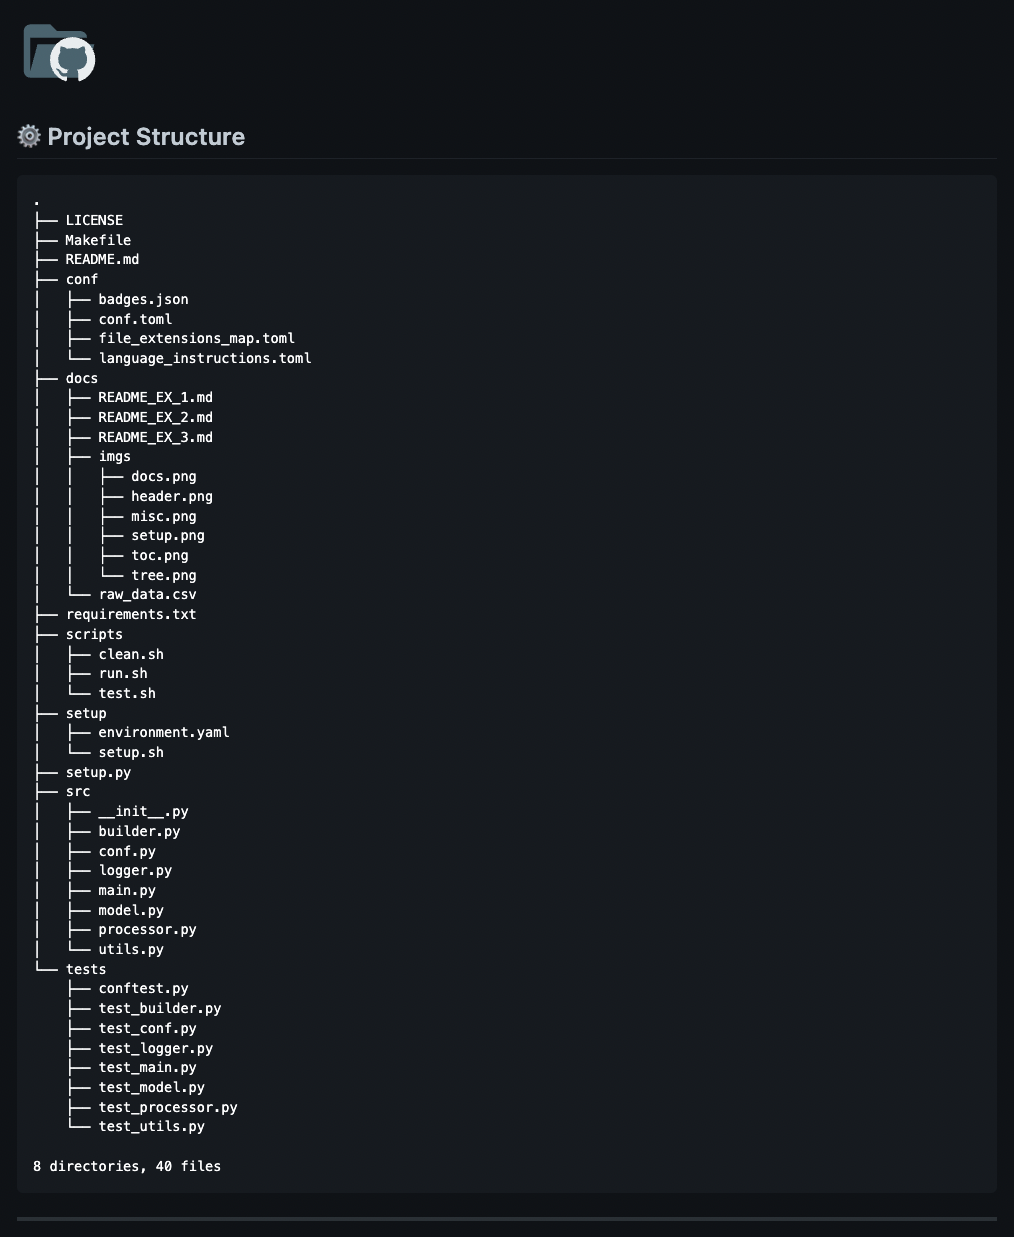 Project Structure
.
├── LICENSE
├── Makefile
├── README.md
├── conf
│   ├── badges.json
│   ├── conf.toml
│   ├── file_extensions_map.toml
│   └── language_instructions.toml
├── docs
│   ├── README_EX_1.md
│   ├── README_EX_2.md
│   ├── README_EX_3.md
│   ├── imgs
│   │   ├── docs.png
│   │   ├── header.png
│   │   ├── misc.png
│   │   ├── setup.png
│   │   ├── toc.png
│   │   └── tree.png
│   └── raw_data.csv
├── requirements.txt
├── scripts
│   ├── clean.sh
│   ├── run.sh
│   └── test.sh
├── setup
│   ├── environment.yaml
│   └── setup.sh
├── setup.py
├── src
│   ├── __init__.py
│   ├── builder.py
│   ├── conf.py
│   ├── logger.py
│   ├── main.py
│   ├── model.py
│   ├── processor.py
│   └── utils.py
└── tests
    ├── conftest.py
    ├── test_builder.py
    ├── test_conf.py
    ├── test_logger.py
    ├── test_main.py
    ├── test_model.py
    ├── test_processor.py
    └── test_utils.py
8 directories, 40 files